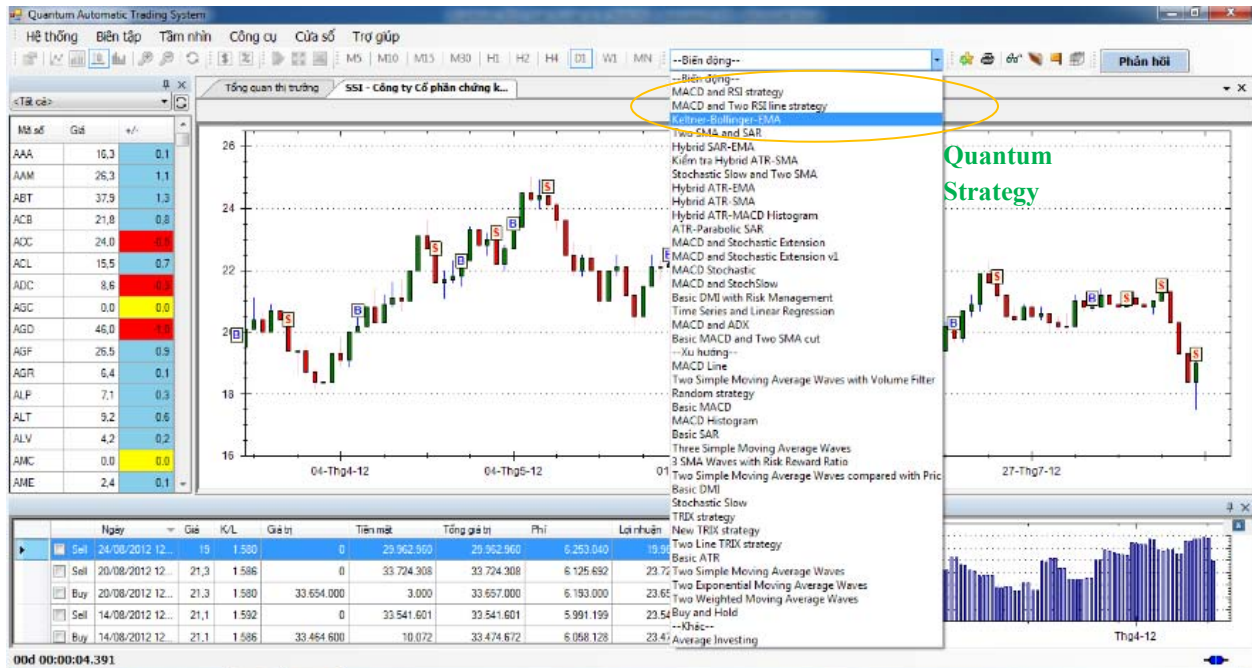 Quantum Automatic Trading System
Hệ thống Biên tập Tầm nhìn Công cụ Cửa sổ Trợ giúp
M5 M10 M15 M30 H1 H2 H4 D1 W1 MN --Biến động-- Phản hồi
Tổng quan thị trường SSI - Công ty Cổ phần chứng k...
<Tất cả>
Mã số Giá +/-
AAA 16,3 0,1
AAM 26,3 1,1
ABT 37,9 1,3
ACB 21,8 0,8
ACC 24,0
ACL 15,5 0,7
ADC 8,6
AGC 0,0 0,0
AGD 46,0
AGF 26,5 0,9
AGR 6,4 0,1
ALP 7,1 0,3
ALT 9,2 0,6
ALV 4,2 0,2
AMC 0,0 0,0
AME 2,4 0,1
26
24
22
20
18
16
04-Thg4-12 04-Thg5-12 01 27-Thg7-12
B S B S B S B S B B S B S S S
--Biến động--
MACD and RSI strategy
MACD and Two RSI line strategy
Keltner-Bollinger-EMA
Two SMA and SAR
Hybrid SAR-EMA
Kiểm tra Hybrid ATR-SMA
Stochastic Slow and Two SMA
Hybrid ATR-EMA
Hybrid ATR-SMA
Hybrid ATR-MACD Histogram
ATR-Parabolic SAR
MACD and Stochastic Extension
MACD and Stochastic Extension v1
MACD Stochastic
MACD and StochSlow
Basic DMI with Risk Management
Time Series and Linear Regression
MACD and ADX
Basic MACD and Two SMA cut
--Xu hướng--
MACD Line
Two Simple Moving Average Waves with Volume Filter
Random strategy
Basic MACD
MACD Histogram
Basic SAR
Three Simple Moving Average Waves
3 SMA Waves with Risk Reward Ratio
Two Simple Moving Average Waves compared with Pric
Basic DMI
Stochastic Slow
TRIX strategy
New TRIX strategy
Two Line TRIX strategy
Basic ATR
Two Simple Moving Average Waves
Two Exponential Moving Average Waves
Two Weighted Moving Average Waves
Buy and Hold
--Khác--
Average Investing
Quantum
Strategy
Ngày Giá K/L Giá trị Tiền mặt Tổng giá trị Phí Lợi nhuận
Sell 24/08/2012 12... 19 1.580 0 29.962.960 29.962.960 6.253.040 19.96
Sell 20/08/2012 12... 21,3 1.586 0 33.724.308 33.724.308 6.125.692 23.72
Buy 20/08/2012 12... 21,3 1.580 33.654.000 3.000 33.657.000 6.193.000 23.65
Sell 14/08/2012 12... 21,1 1.592 0 33.541.601 33.541.601 5.991.199 23.54
Buy 14/08/2012 12... 21,1 1.586 33.464.600 10.072 33.474.672 6.058.128 23.47
Thg4-12
00d 00:00:04.391